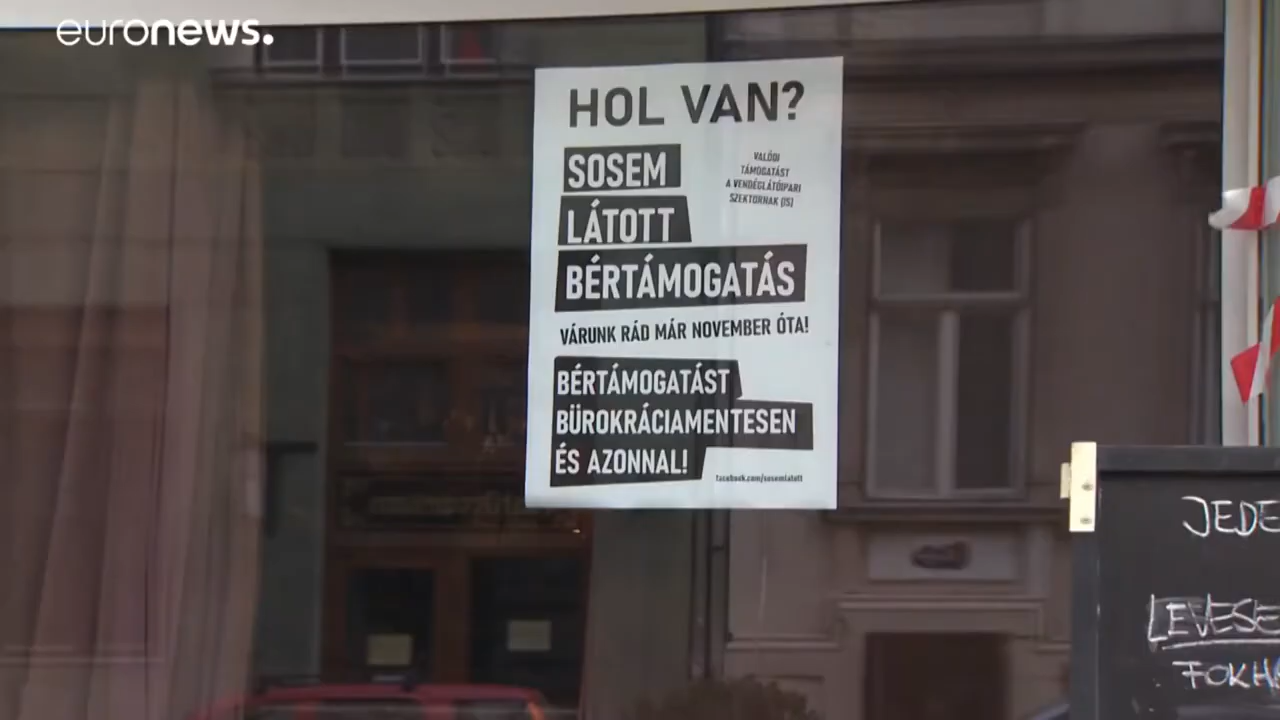 euronews.
HOL VAN?
SOSEM
LÁTOTT
BÉRTÁMOGATÁS
VALÓDI
TÁMOGATÁST
A VENDÉGLÁTÓIPARI
SZEKTORNAK (IS)
VÁRUNK RÁD MÁR NOVEMBER ÓTA!
BÉRTÁMOGATÁST
BÜROKRÁCIAMENTESEN
ÉS AZONNAL!
facebook.com/sosemlatott
JEDE
LEVESE
FOKH